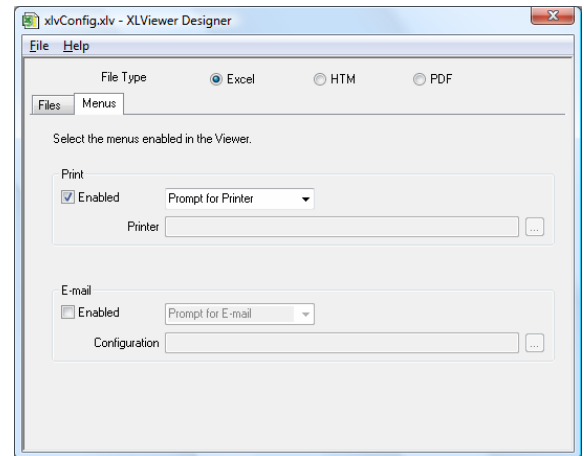 xlvConfig.xlv - XLViewer Designer
File Help
File Type Excel HTM PDF
Files Menus
Select the menus enabled in the Viewer.
Print
Enabled Prompt for Printer
Printer ...
E-mail
Enabled Prompt for E-mail
Configuration ...